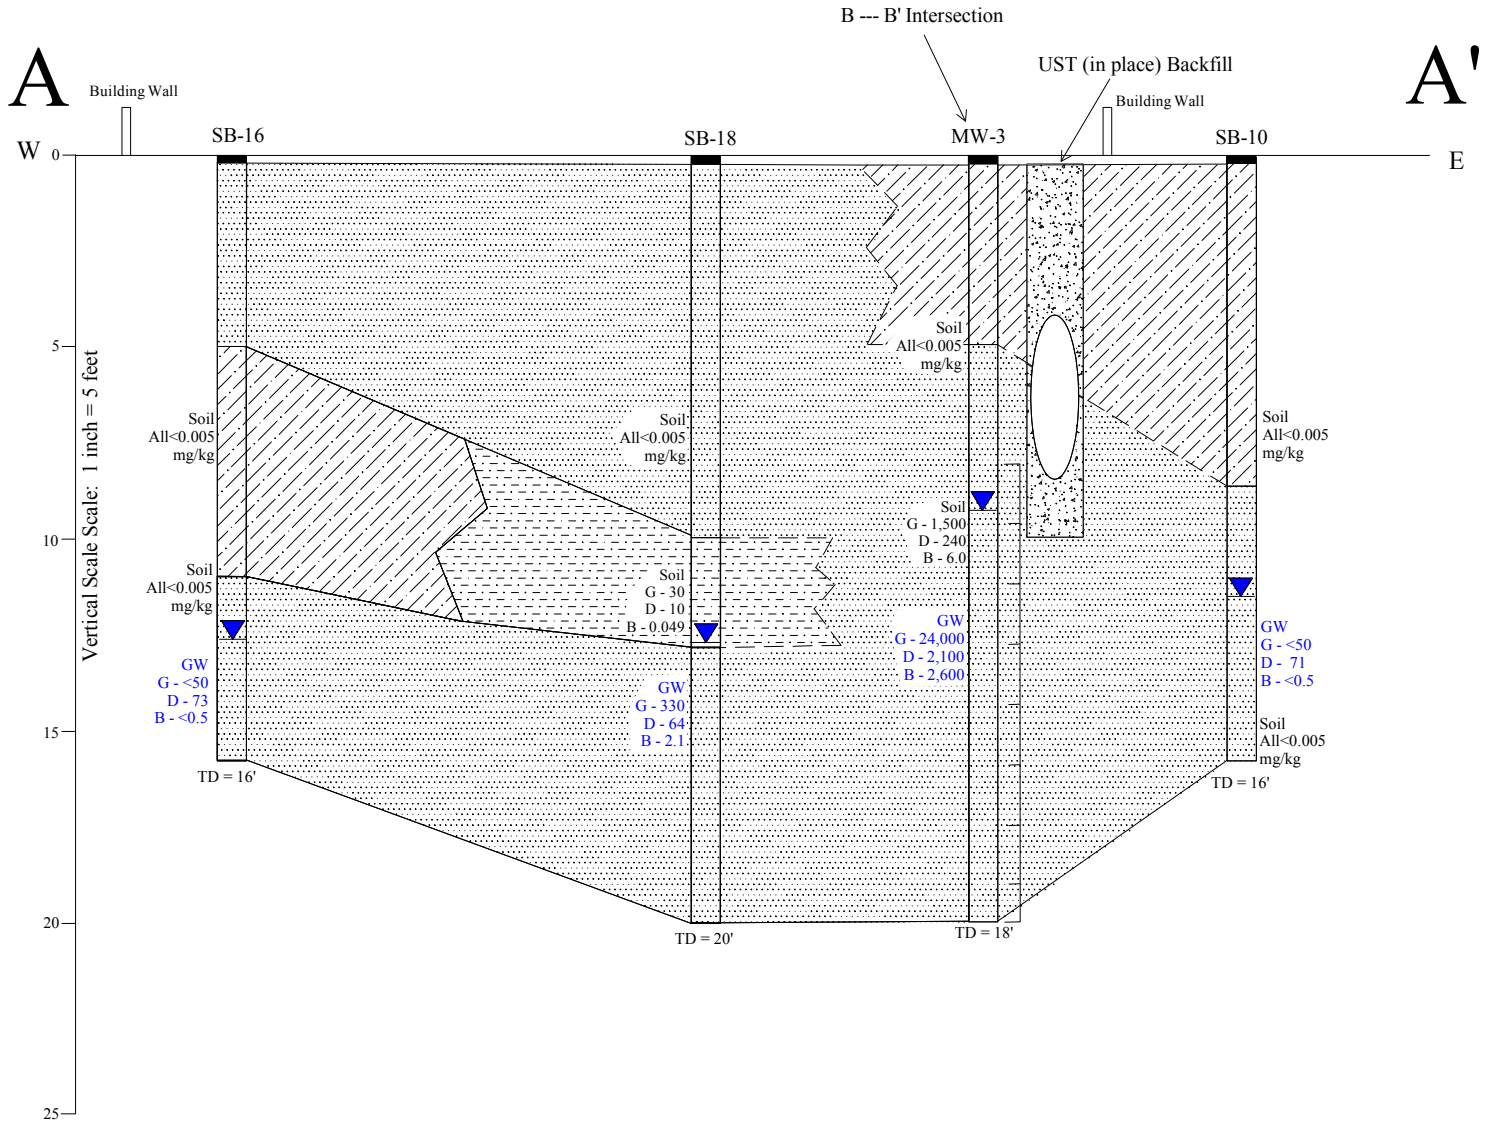 B --- B' Intersection
A
A'
UST (in place) Backfill
Building Wall
Building Wall
SB-16
SB-18
MW-3
SB-10
W
0
E
5
10
15
20
25
Vertical Scale Scale: 1 inch = 5 feet
Soil
All<0.005
mg/kg
Soil
All<0.005
mg/kg
GW
G - <50
D - 73
B - <0.5
TD = 16'
Soil
All<0.005
mg/kg
Soil
G - 30
D - 10
B - 0.049
GW
G - 330
D - 64
B - 2.1
TD = 20'
Soil
All<0.005
mg/kg
Soil
G - 1,500
D - 240
B - 6.0
GW
G - 24,000
D - 2,100
B - 2,600
TD = 18'
Soil
All<0.005
mg/kg
GW
G - <50
D - 71
B - <0.5
Soil
All<0.005
mg/kg
TD = 16'